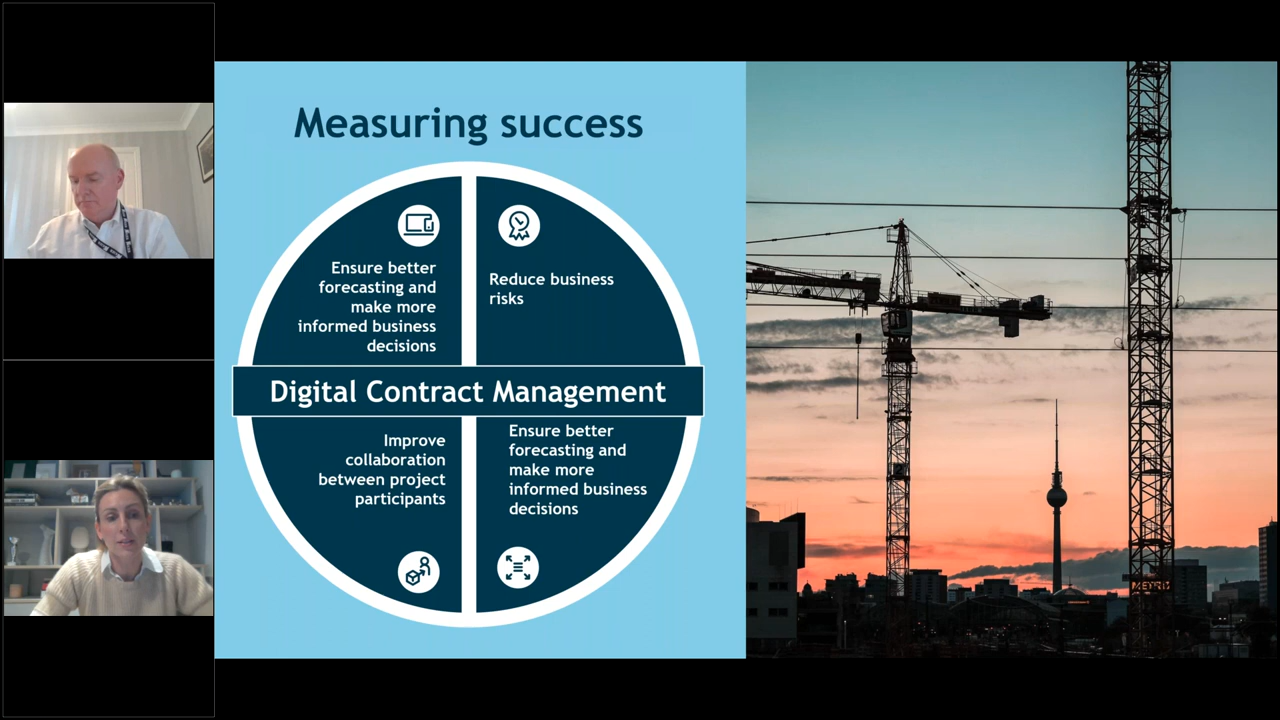 Measuring success
Ensure better
forecasting and
make more
informed business
decisions
Reduce business
risks
Digital Contract Management
Improve
collaboration
between project
participants
Ensure better
forecasting and
make more
informed business
decisions